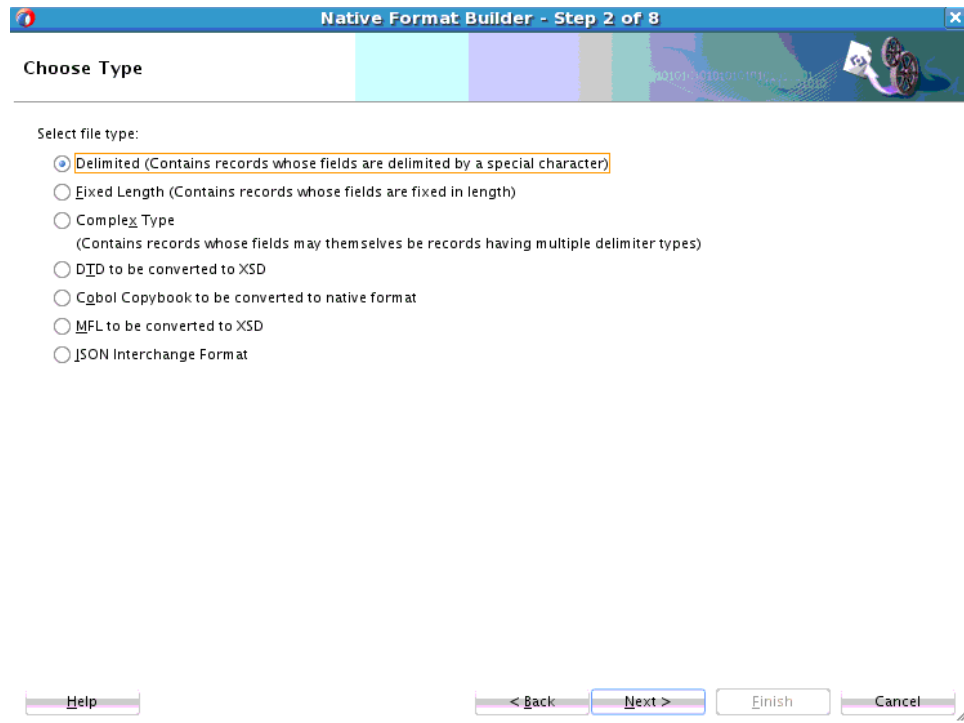 Native Format Builder - Step 2 of 8
Choose Type
Select file type:
Delimited (Contains records whose fields are delimited by a special character)
Fixed Length (Contains records whose fields are fixed in length)
Complex Type
(Contains records whose fields may themselves be records having multiple delimiter types)
DTD to be converted to XSD
Cobol Copybook to be converted to native format
MFL to be converted to XSD
JSON Interchange Format
Help
< Back
Next >
Finish
Cancel